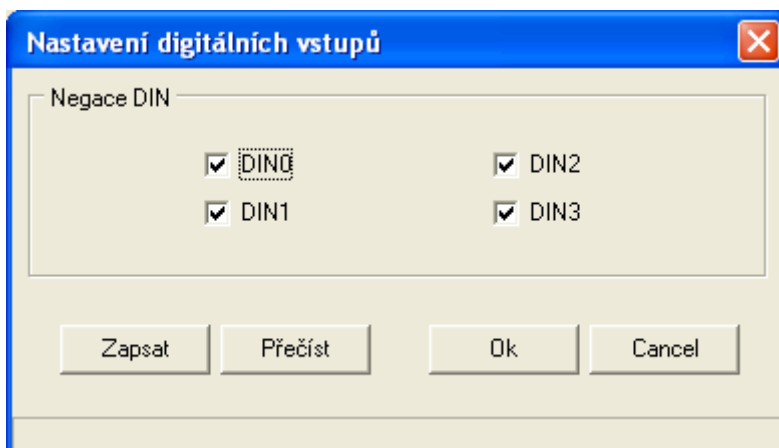 Nastavení digitálních vstupů
Negace DIN
DIN0 DIN2
DIN1 DIN3
Zapsat Přečíst Ok Cancel